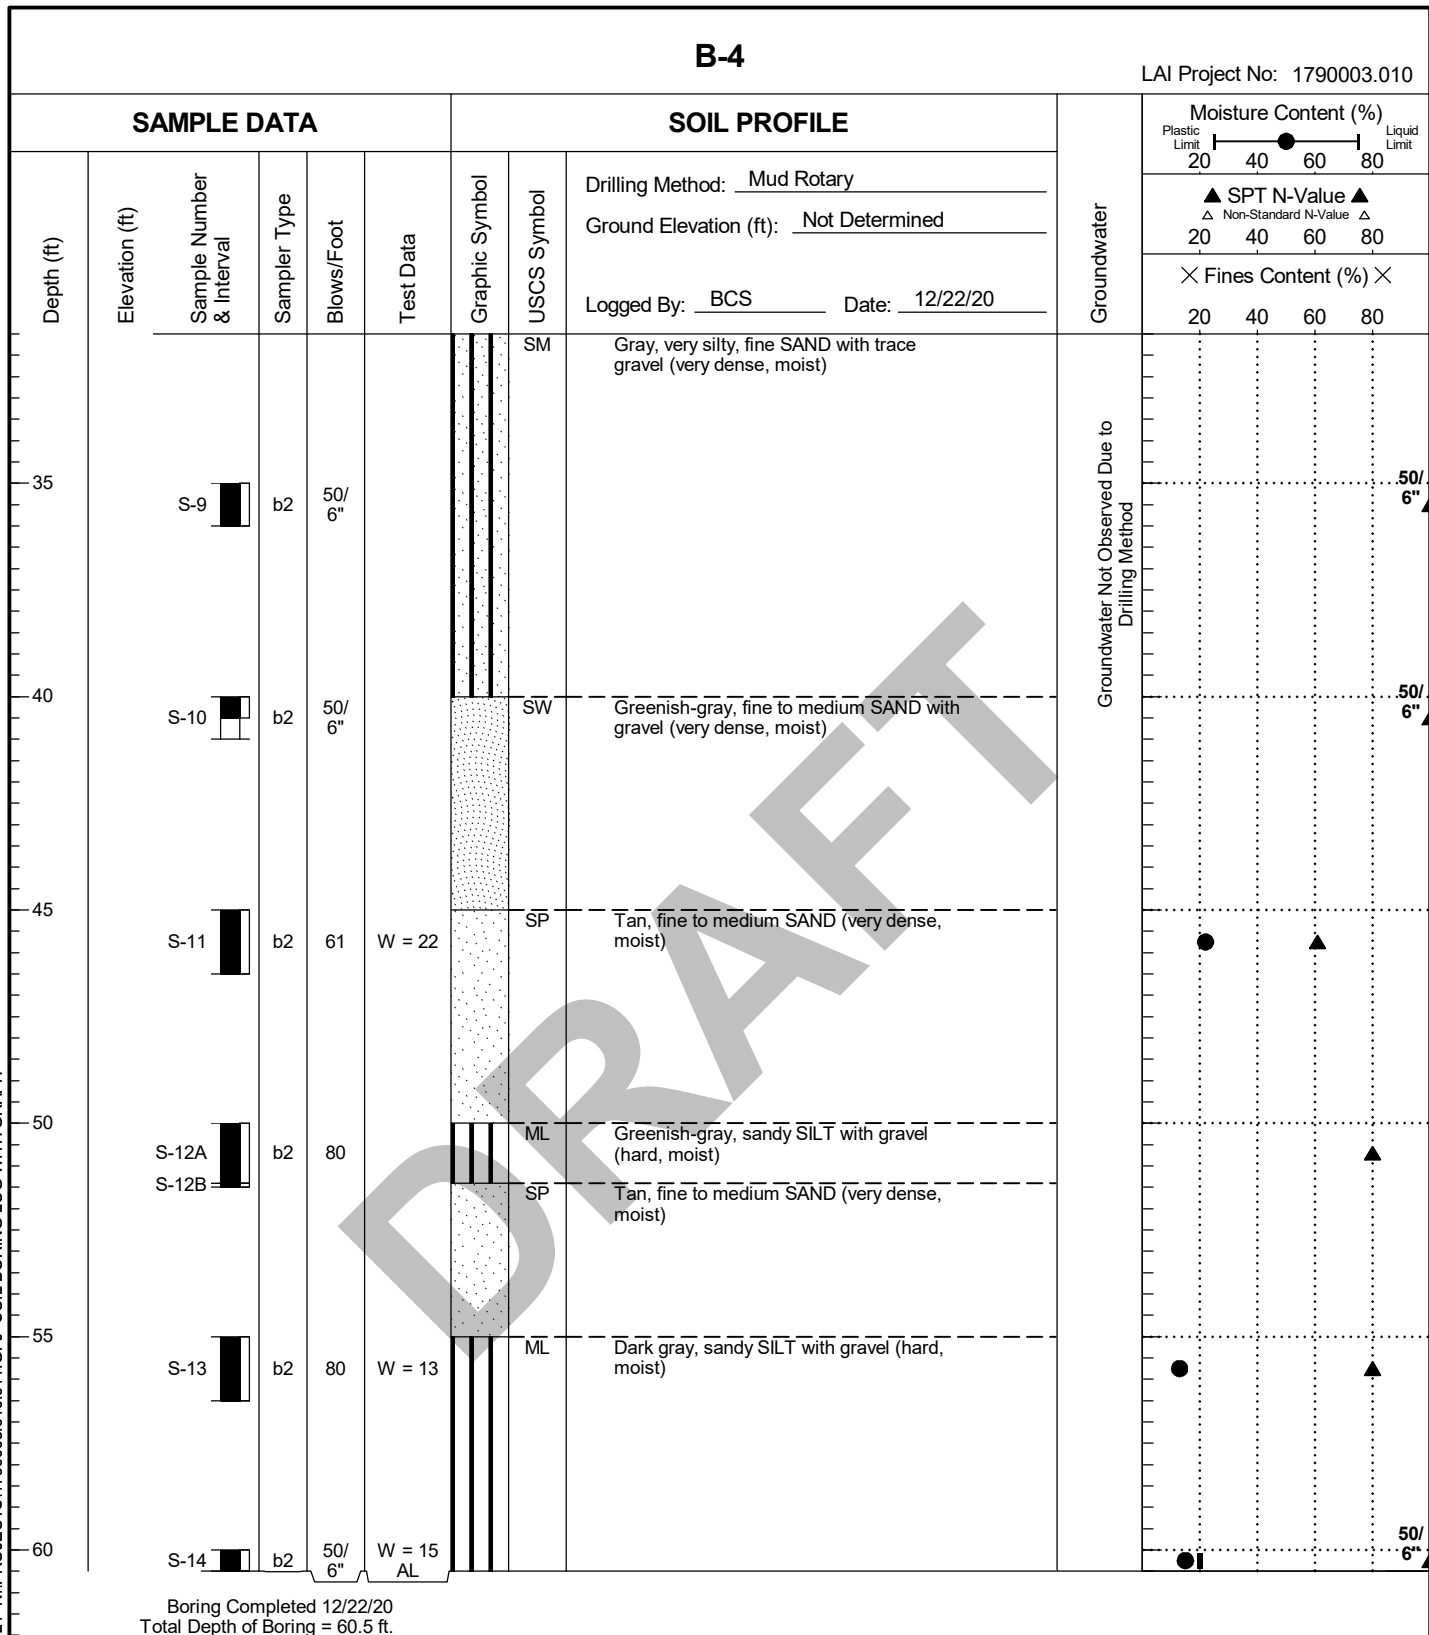 B-4
LAI Project No: 1790003.010
SAMPLE DATA
SOIL PROFILE
Depth (ft)
Elevation (ft)
Sample Number
& Interval
Sampler Type
Blows/Foot
Test Data
Graphic Symbol
USCS Symbol
Drilling Method: Mud Rotary
Ground Elevation (ft): Not Determined
Logged By: BCS Date: 12/22/20
Groundwater
Moisture Content (%)
Plastic
Limit
Liquid
Limit
20 40 60 80
▲ SPT N-Value ▲
△ Non-Standard N-Value △
20 40 60 80
✕ Fines Content (%) ✕
20 40 60 80
SM Gray, very silty, fine SAND with trace
gravel (very dense, moist)
Groundwater Not Observed Due to
Drilling Method
35 S-9 b2 50/
6"
50/
6"
40 S-10 b2 50/
6"
SW Greenish-gray, fine to medium SAND with
gravel (very dense, moist)
50/
6"
45
S-11 b2 61 W = 22
SP Tan, fine to medium SAND (very dense,
moist)
50
S-12A b2 80
S-12B
ML Greenish-gray, sandy SILT with gravel
(hard, moist)
SP Tan, fine to medium SAND (very dense,
moist)
55
S-13 b2 80 W = 13
ML Dark gray, sandy SILT with gravel (hard,
moist)
60 S-14 b2 50/
6"
W = 15
AL
50/
6"
Boring Completed 12/22/20
Total Depth of Boring = 60.5 ft.
DRAFT